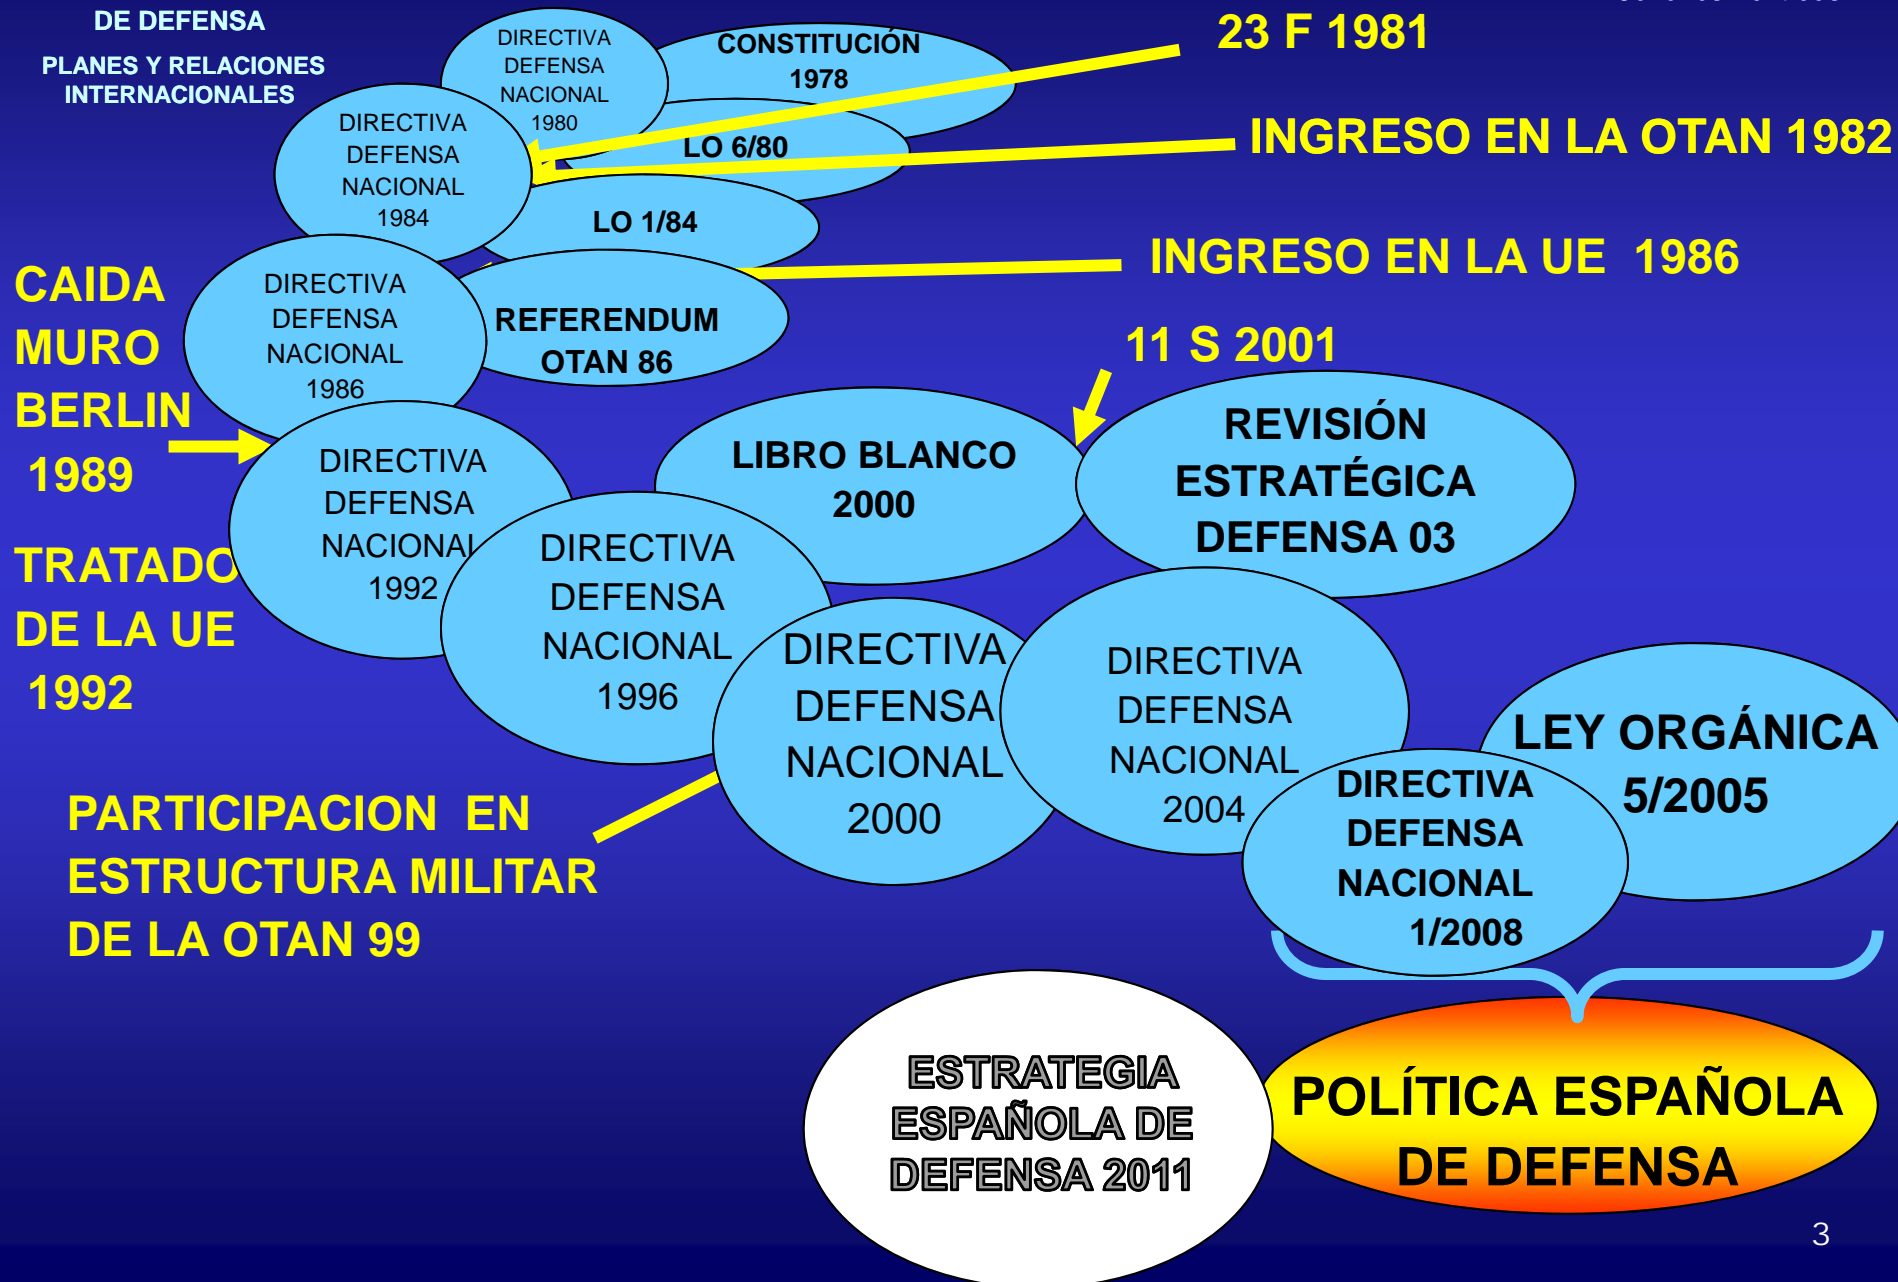 DE DEFENSA
PLANES Y RELACIONES
INTERNACIONALES
DIRECTIVA
DEFENSA
NACIONAL
1980
CONSTITUCIÓN
1978
23 F 1981
LO 6/80
INGRESO EN LA OTAN 1982
DIRECTIVA
DEFENSA
NACIONAL
1984
LO 1/84
INGRESO EN LA UE 1986
DIRECTIVA
DEFENSA
NACIONAL
1986
REFERENDUM
OTAN 86
CAIDA
MURO
BERLIN
1989
11 S 2001
DIRECTIVA
DEFENSA
NACIONAL
1992
LIBRO BLANCO
2000
REVISIÓN
ESTRATÉGICA
DEFENSA 03
TRATADO
DE LA UE
1992
DIRECTIVA
DEFENSA
NACIONAL
1996
DIRECTIVA
DEFENSA
NACIONAL
2000
DIRECTIVA
DEFENSA
NACIONAL
2004
LEY ORGÁNICA
5/2005
DIRECTIVA
DEFENSA
NACIONAL
1/2008
PARTICIPACION EN
ESTRUCTURA MILITAR
DE LA OTAN 99
ESTRATEGIA
ESPAÑOLA DE
DEFENSA 2011
POLÍTICA ESPAÑOLA
DE DEFENSA
3